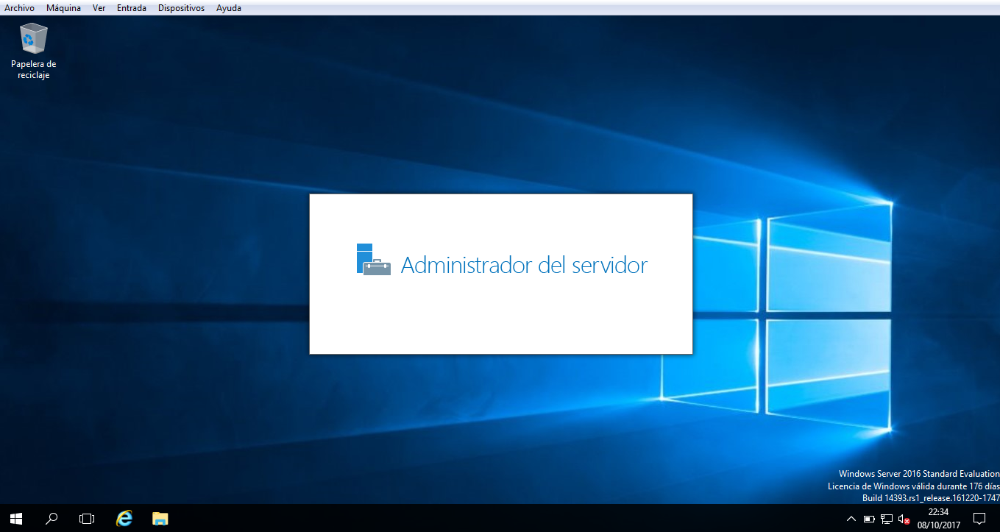 Archivo Máquina Ver Entrada Dispositivos Ayuda
Papelera de
reciclaje
Administrador del servidor
Windows Server 2016 Standard Evaluation
Licencia de Windows válida durante 176 días
Build 14393.rs1_release.161220-1747
22:34
08/10/2017